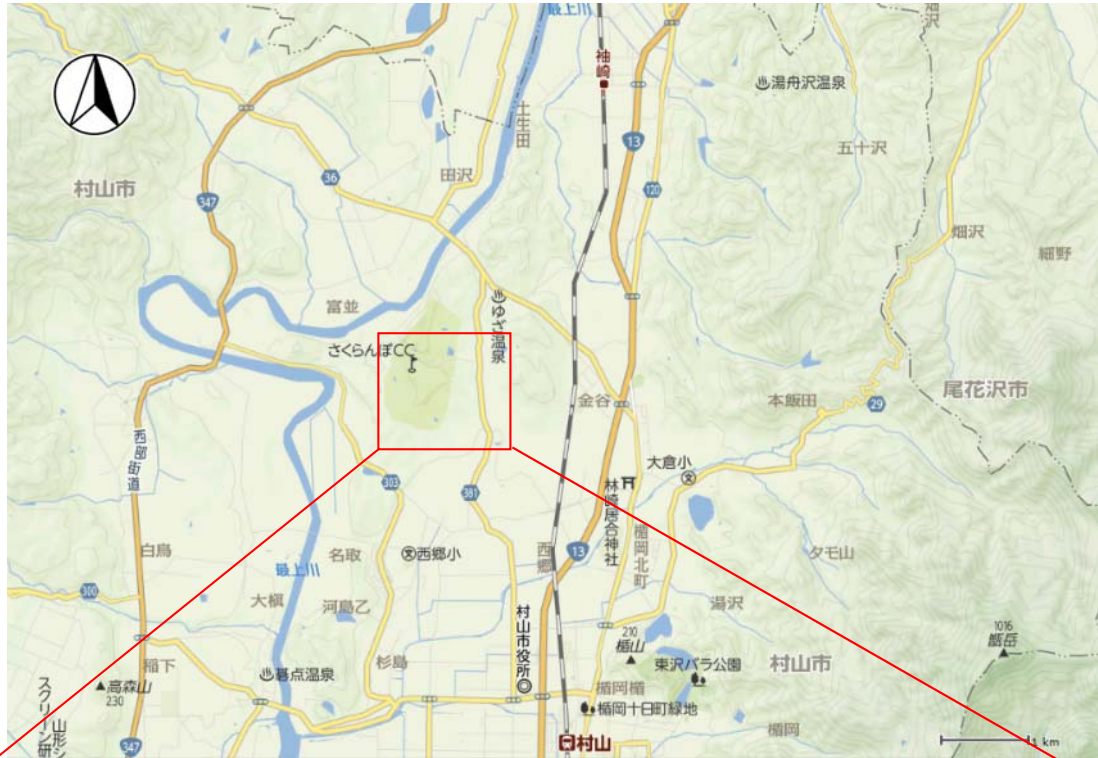 最上川
袖崎
湯舟沢温泉
畑沢
土生田
13
五十沢
36
田沢
120
村山市
347
畑沢
細野
富並
ゆざ温泉
さくらんぼCC
金谷
本飯田
29
尾花沢市
西部街道
大倉小
303
381
林崎居合神社
白鳥
名取
西郷小
西郷
13
楯岡北町
タモ山
最上川
300
大槇
河島乙
湯沢
村山市役所
210
楯山
1016
甑岳
稲下
碁点温泉
杉島
東沢バラ公園
村山市
高森山
230
楯岡楯
楯岡十日町緑地
楯岡
スクリーン研
山形シ
347
村山
1 km